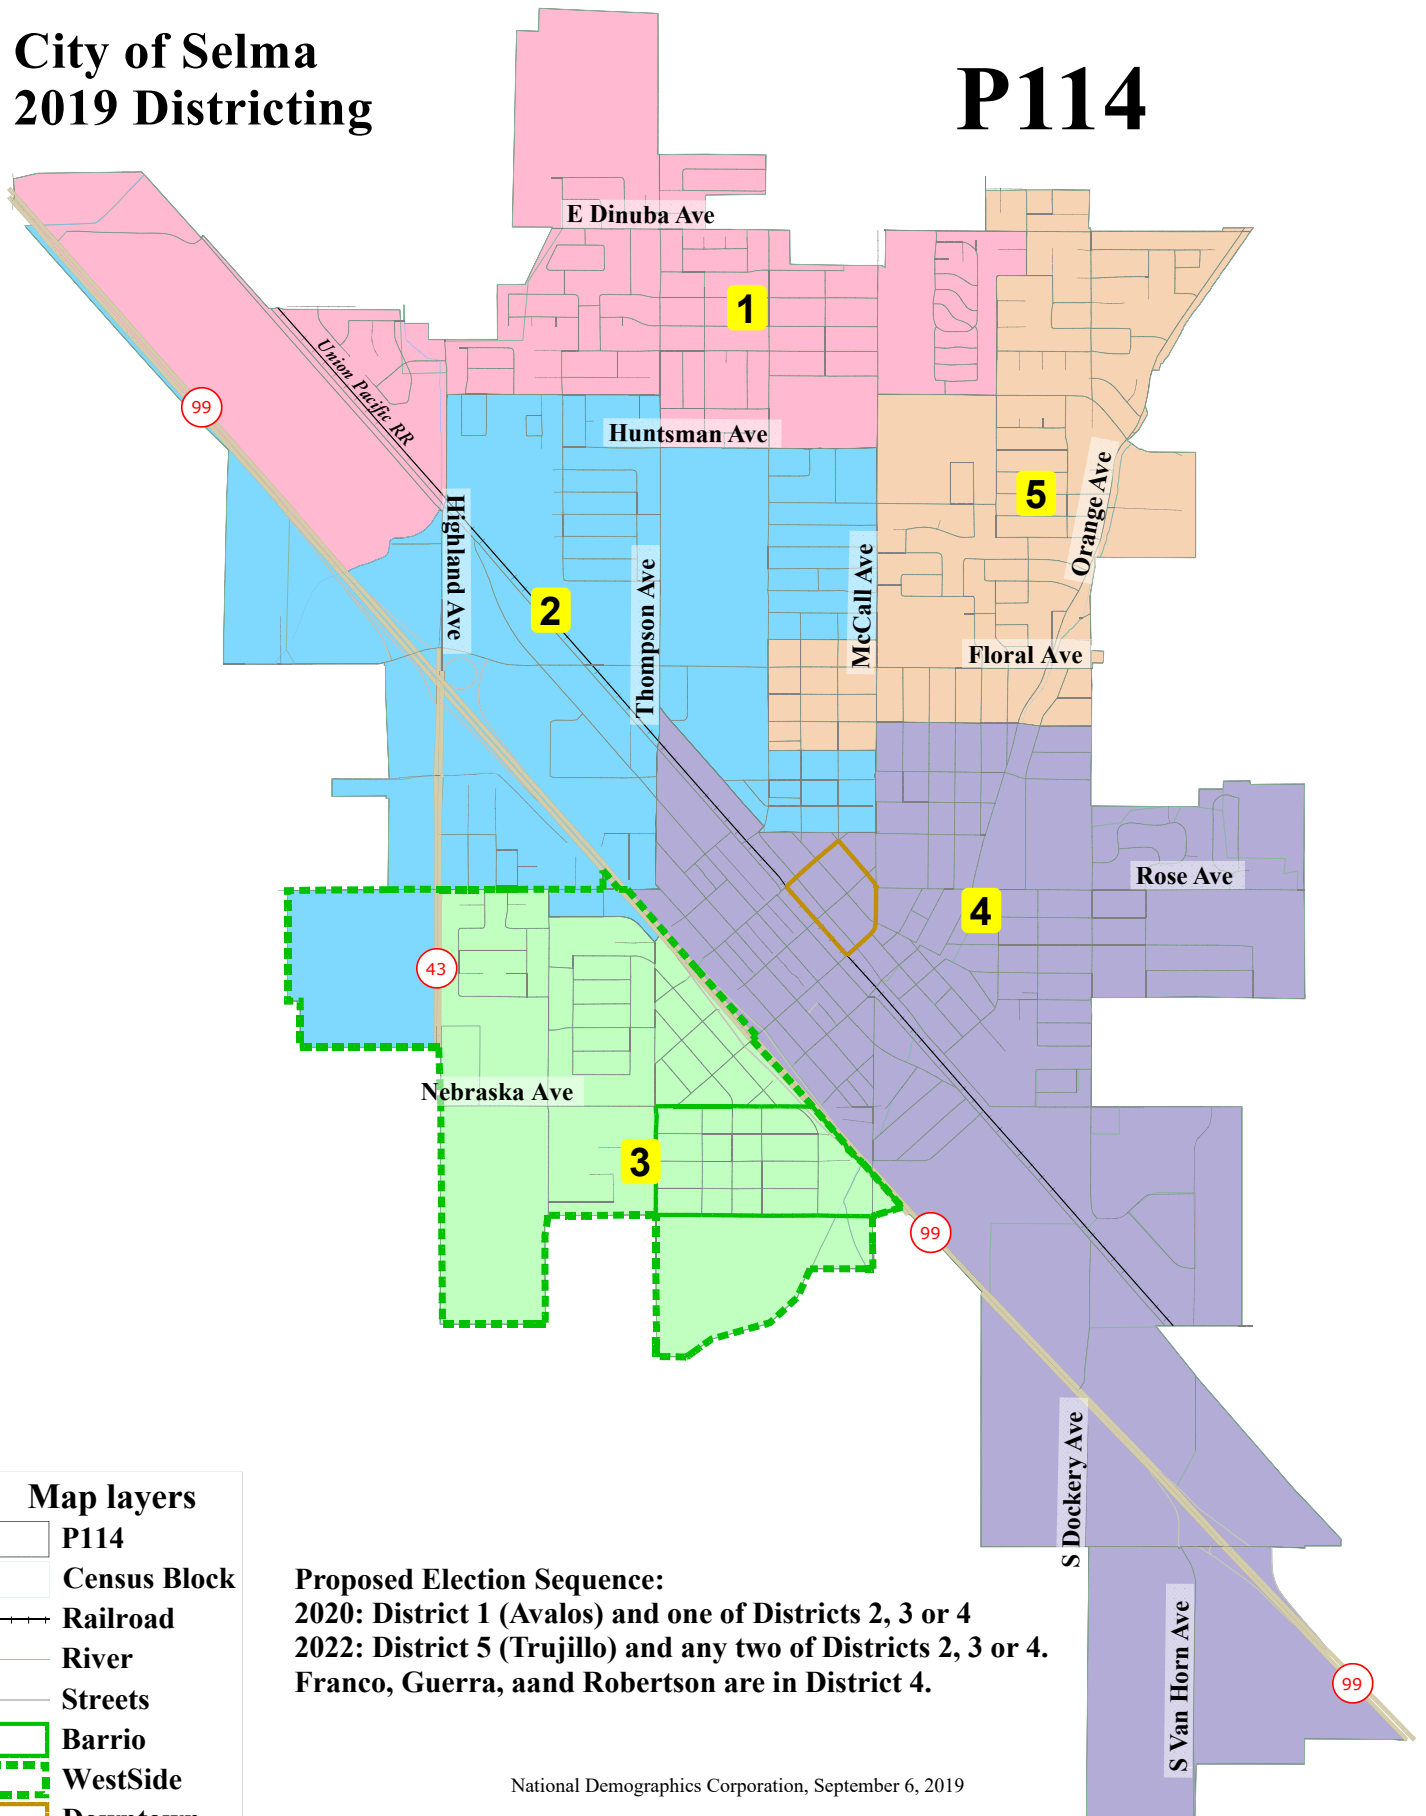 City of Selma
2019 Districting
P114
E Dinuba Ave
1
Union Pacific RR
99
Huntsman Ave
5
Orange Ave
Highland Ave
2
Thompson Ave
McCall Ave
Floral Ave
Rose Ave
4
43
Nebraska Ave
3
99
S Dockery Ave
S Van Horn Ave
99
Map layers
P114
Census Block
Railroad
River
Streets
Barrio
WestSide
Downtown
Proposed Election Sequence:
2020: District 1 (Avalos) and one of Districts 2, 3 or 4
2022: District 5 (Trujillo) and any two of Districts 2, 3 or 4.
Franco, Guerra, aand Robertson are in District 4.
National Demographics Corporation, September 6, 2019